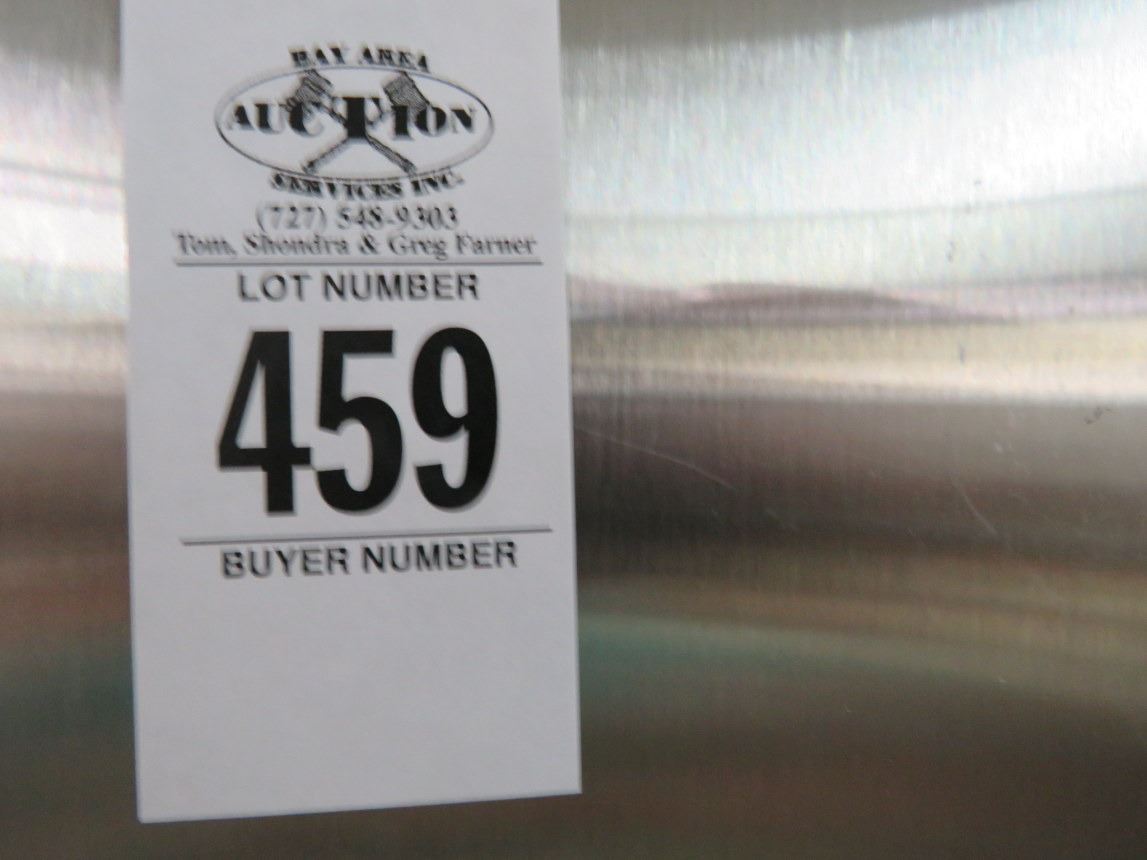 BAY AREA
AUCTION
SERVICES INC.
(727) 548-9303
Tom, Shondra & Greg Farner
LOT NUMBER
459
BUYER NUMBER